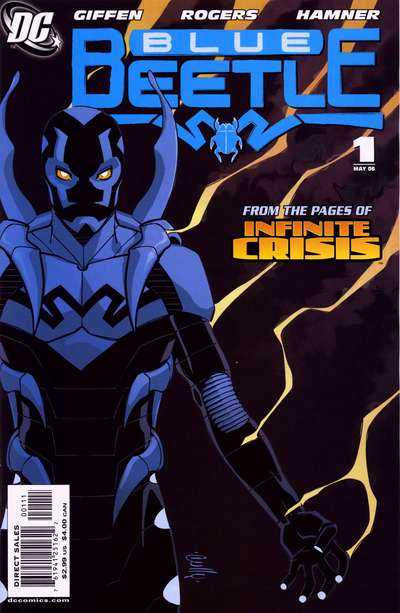 DC
GIFFEN ROGERS HAMNER
BLUE
BEETLE
1
MAY 06
FROM THE PAGES OF
INFINITE
CRISIS
00111
DIRECT SALES
$2.99 US $4.00 CAN
dccomics.com